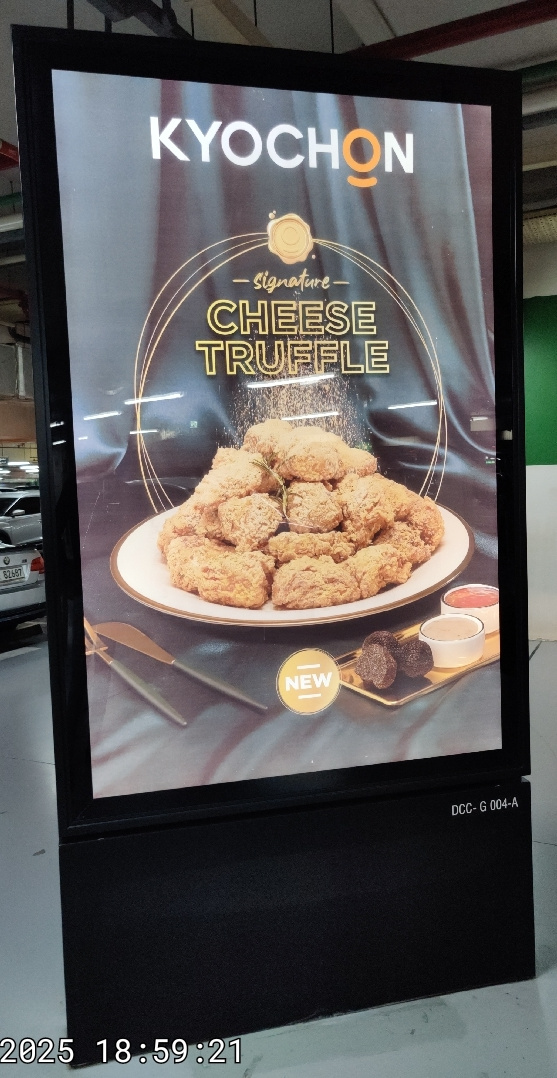 KYOCHON
signature
CHEESE
TRUFFLE
NEW
DCC- G 004-A
2025 18:59:21